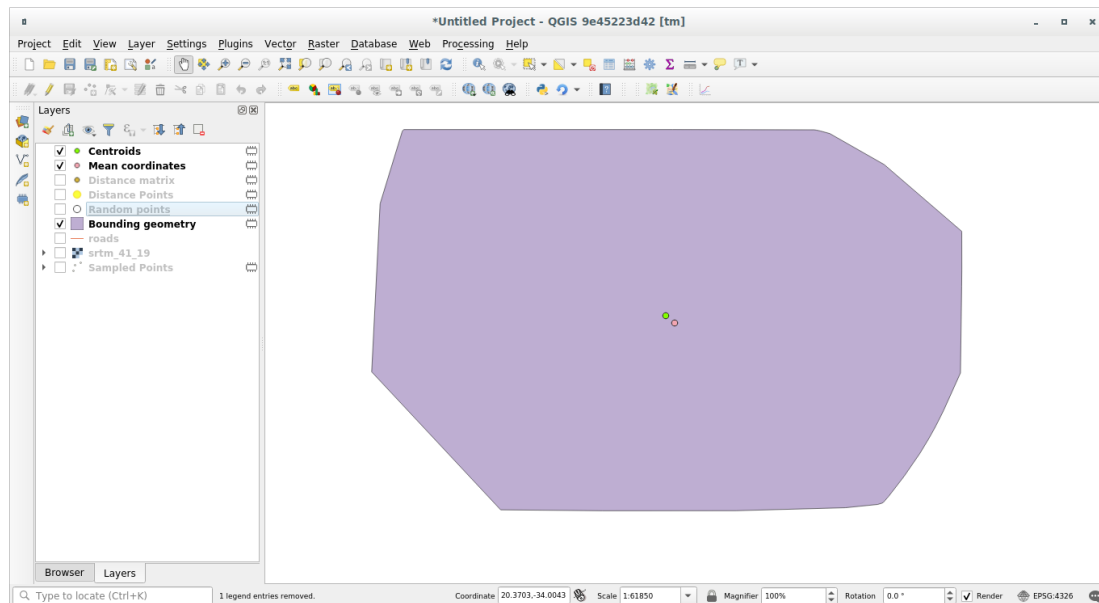 *Untitled Project - QGIS 9e45223d42 [tm]
Project Edit View Layer Settings Plugins Vector Raster Database Web Processing Help
Layers
Centroids
Mean coordinates
Distance matrix
Distance Points
Random points
Bounding geometry
roads
srtm_41_19
Sampled Points
Browser Layers
Type to locate (Ctrl+K) 1 legend entries removed. Coordinate 20.3703,-34.0043 Scale 1:61850 Magnifier 100% Rotation 0.0 ° Render EPSG:4326